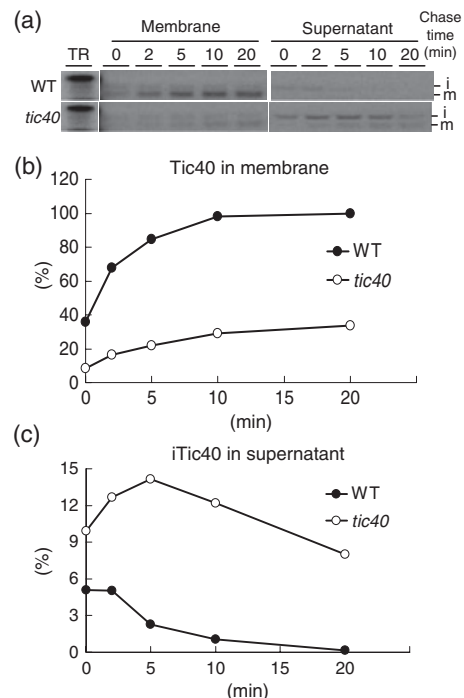 (a)
Membrane Supernatant Chase time (min)
TR 0 2 5 10 20 0 2 5 10 20
WT i m
tic40 i m
(b)
Tic40 in membrane
120
100
80
60
40
20
0
(%)
WT
tic40
0 5 10 15 20
(min)
(c)
iTic40 in supernatant
15
12
9
6
3
0
(%)
WT
tic40
0 5 10 15 20
(min)